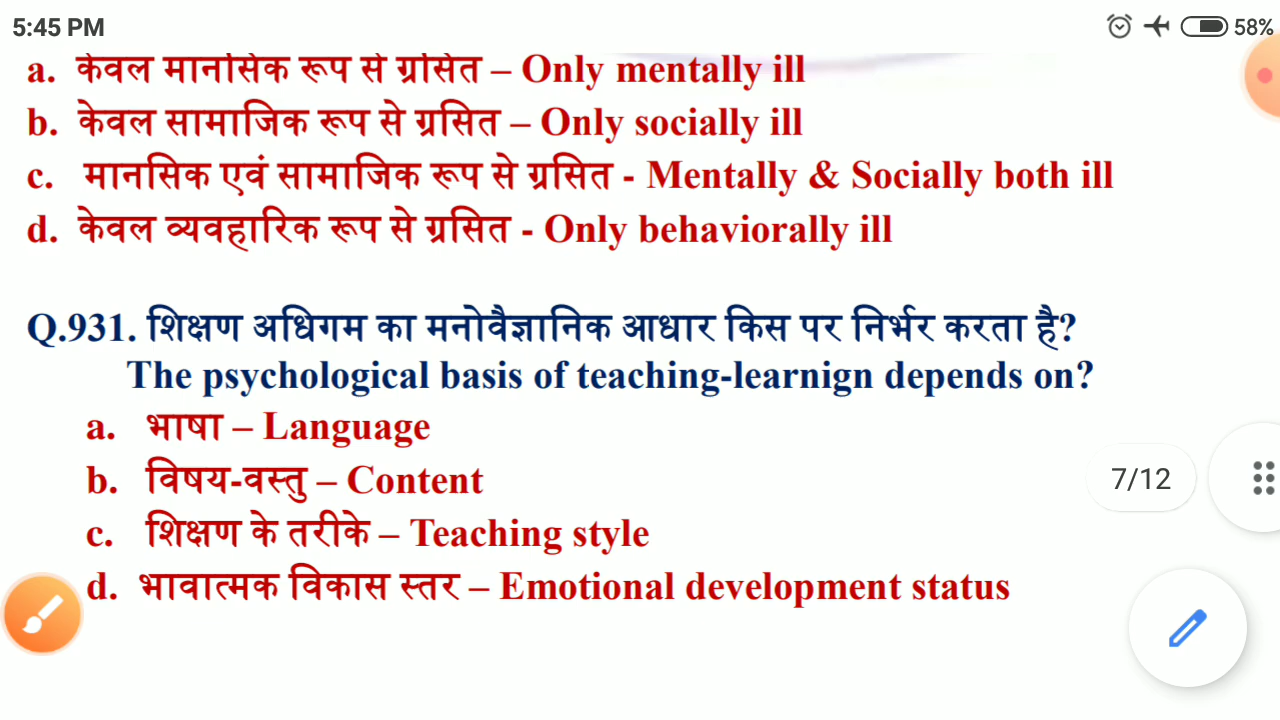 5:45 PM
58%
a. केवल मानसिक रूप से ग्रसित – Only mentally ill
b. केवल सामाजिक रूप से ग्रसित – Only socially ill
c. मानसिक एवं सामाजिक रूप से ग्रसित - Mentally & Socially both ill
d. केवल व्यवहारिक रूप से ग्रसित - Only behaviorally ill
Q.931. शिक्षण अधिगम का मनोवैज्ञानिक आधार किस पर निर्भर करता है?
The psychological basis of teaching-learnign depends on?
a. भाषा – Language
b. विषय-वस्तु – Content
7/12
c. शिक्षण के तरीके – Teaching style
d. भावात्मक विकास स्तर – Emotional development status